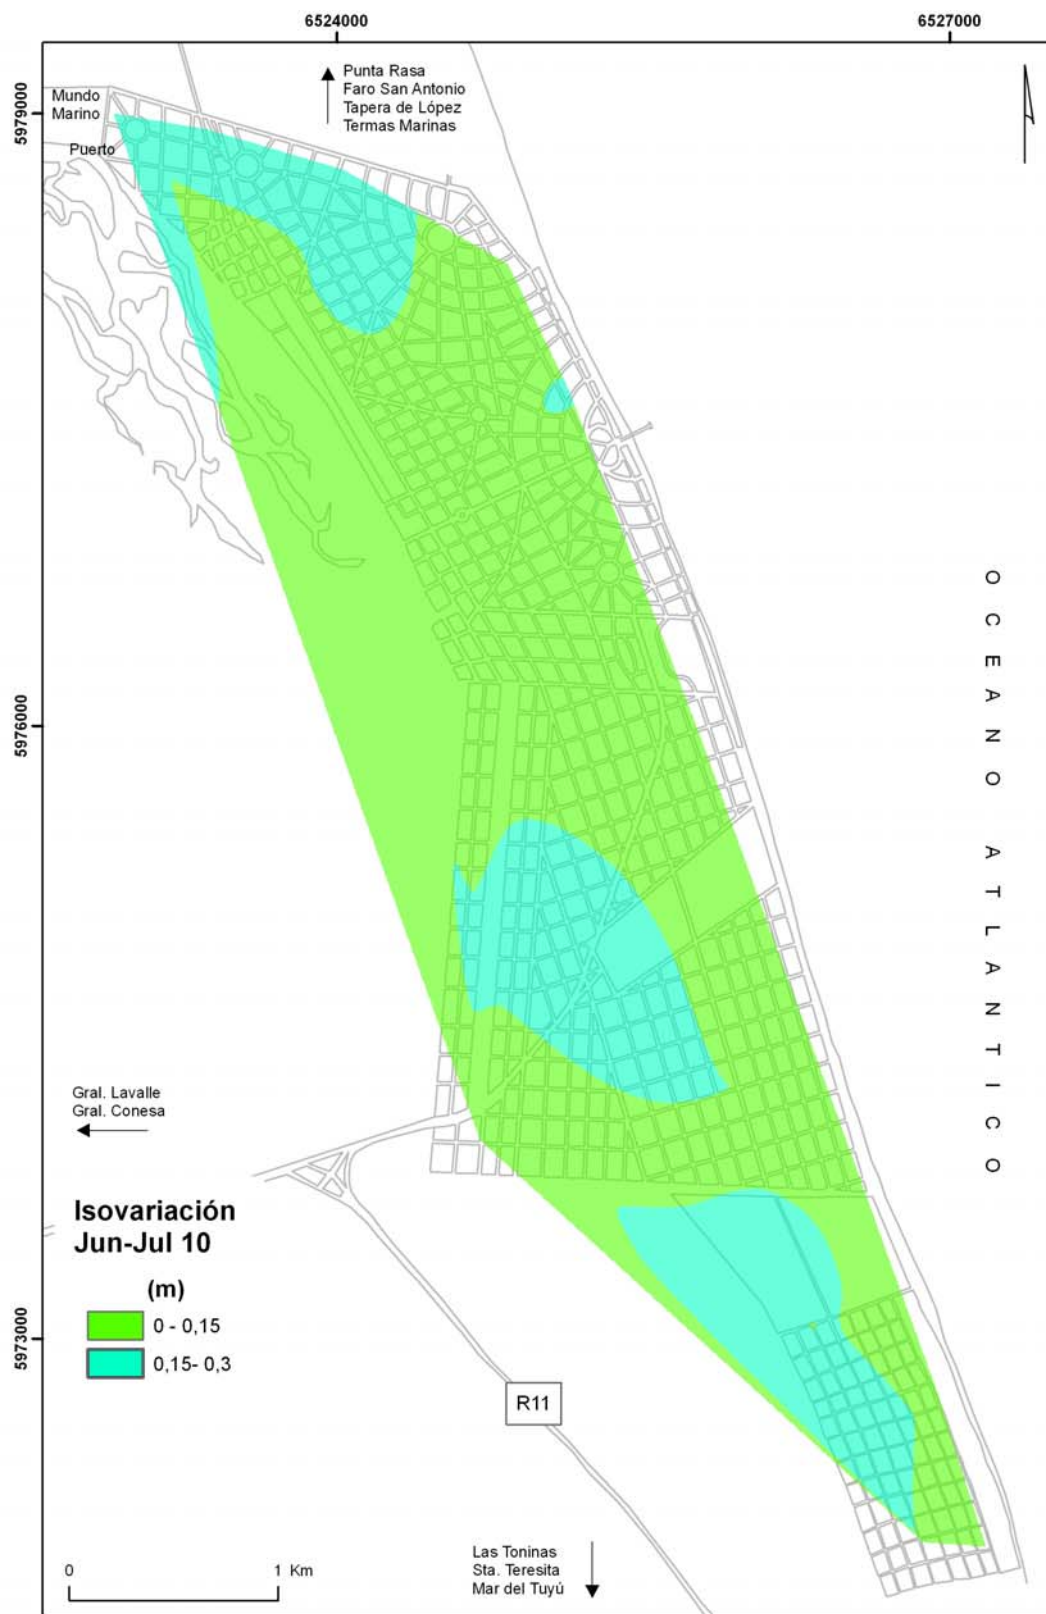 6524000
6527000
5979000
5976000
5973000
Mundo
Marino
Puerto
Punta Rasa
Faro San Antonio
Tapera de López
Termas Marinas
OCEANO ATLANTICO
Gral. Lavalle
Gral. Conesa
Isovariación
Jun-Jul 10
(m)
0 - 0,15
0,15- 0,3
R11
0 1 Km
Las Toninas
Sta. Teresita
Mar del Tuyú